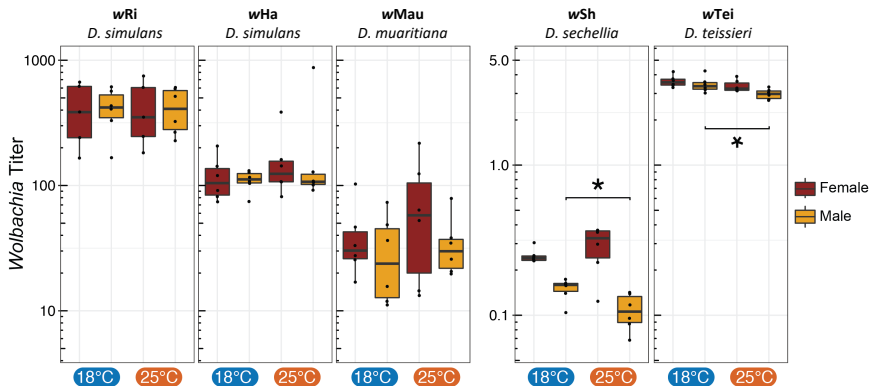 wRi wHa wMau wSh wTei
D. simulans D. simulans D. muaritiana D. sechellia D. teissieri
Wolbachia Titer
1000
100
10
5.0
1.0
0.1
*
*
Female
Male
18°C 25°C 18°C 25°C 18°C 25°C 18°C 25°C 18°C 25°C